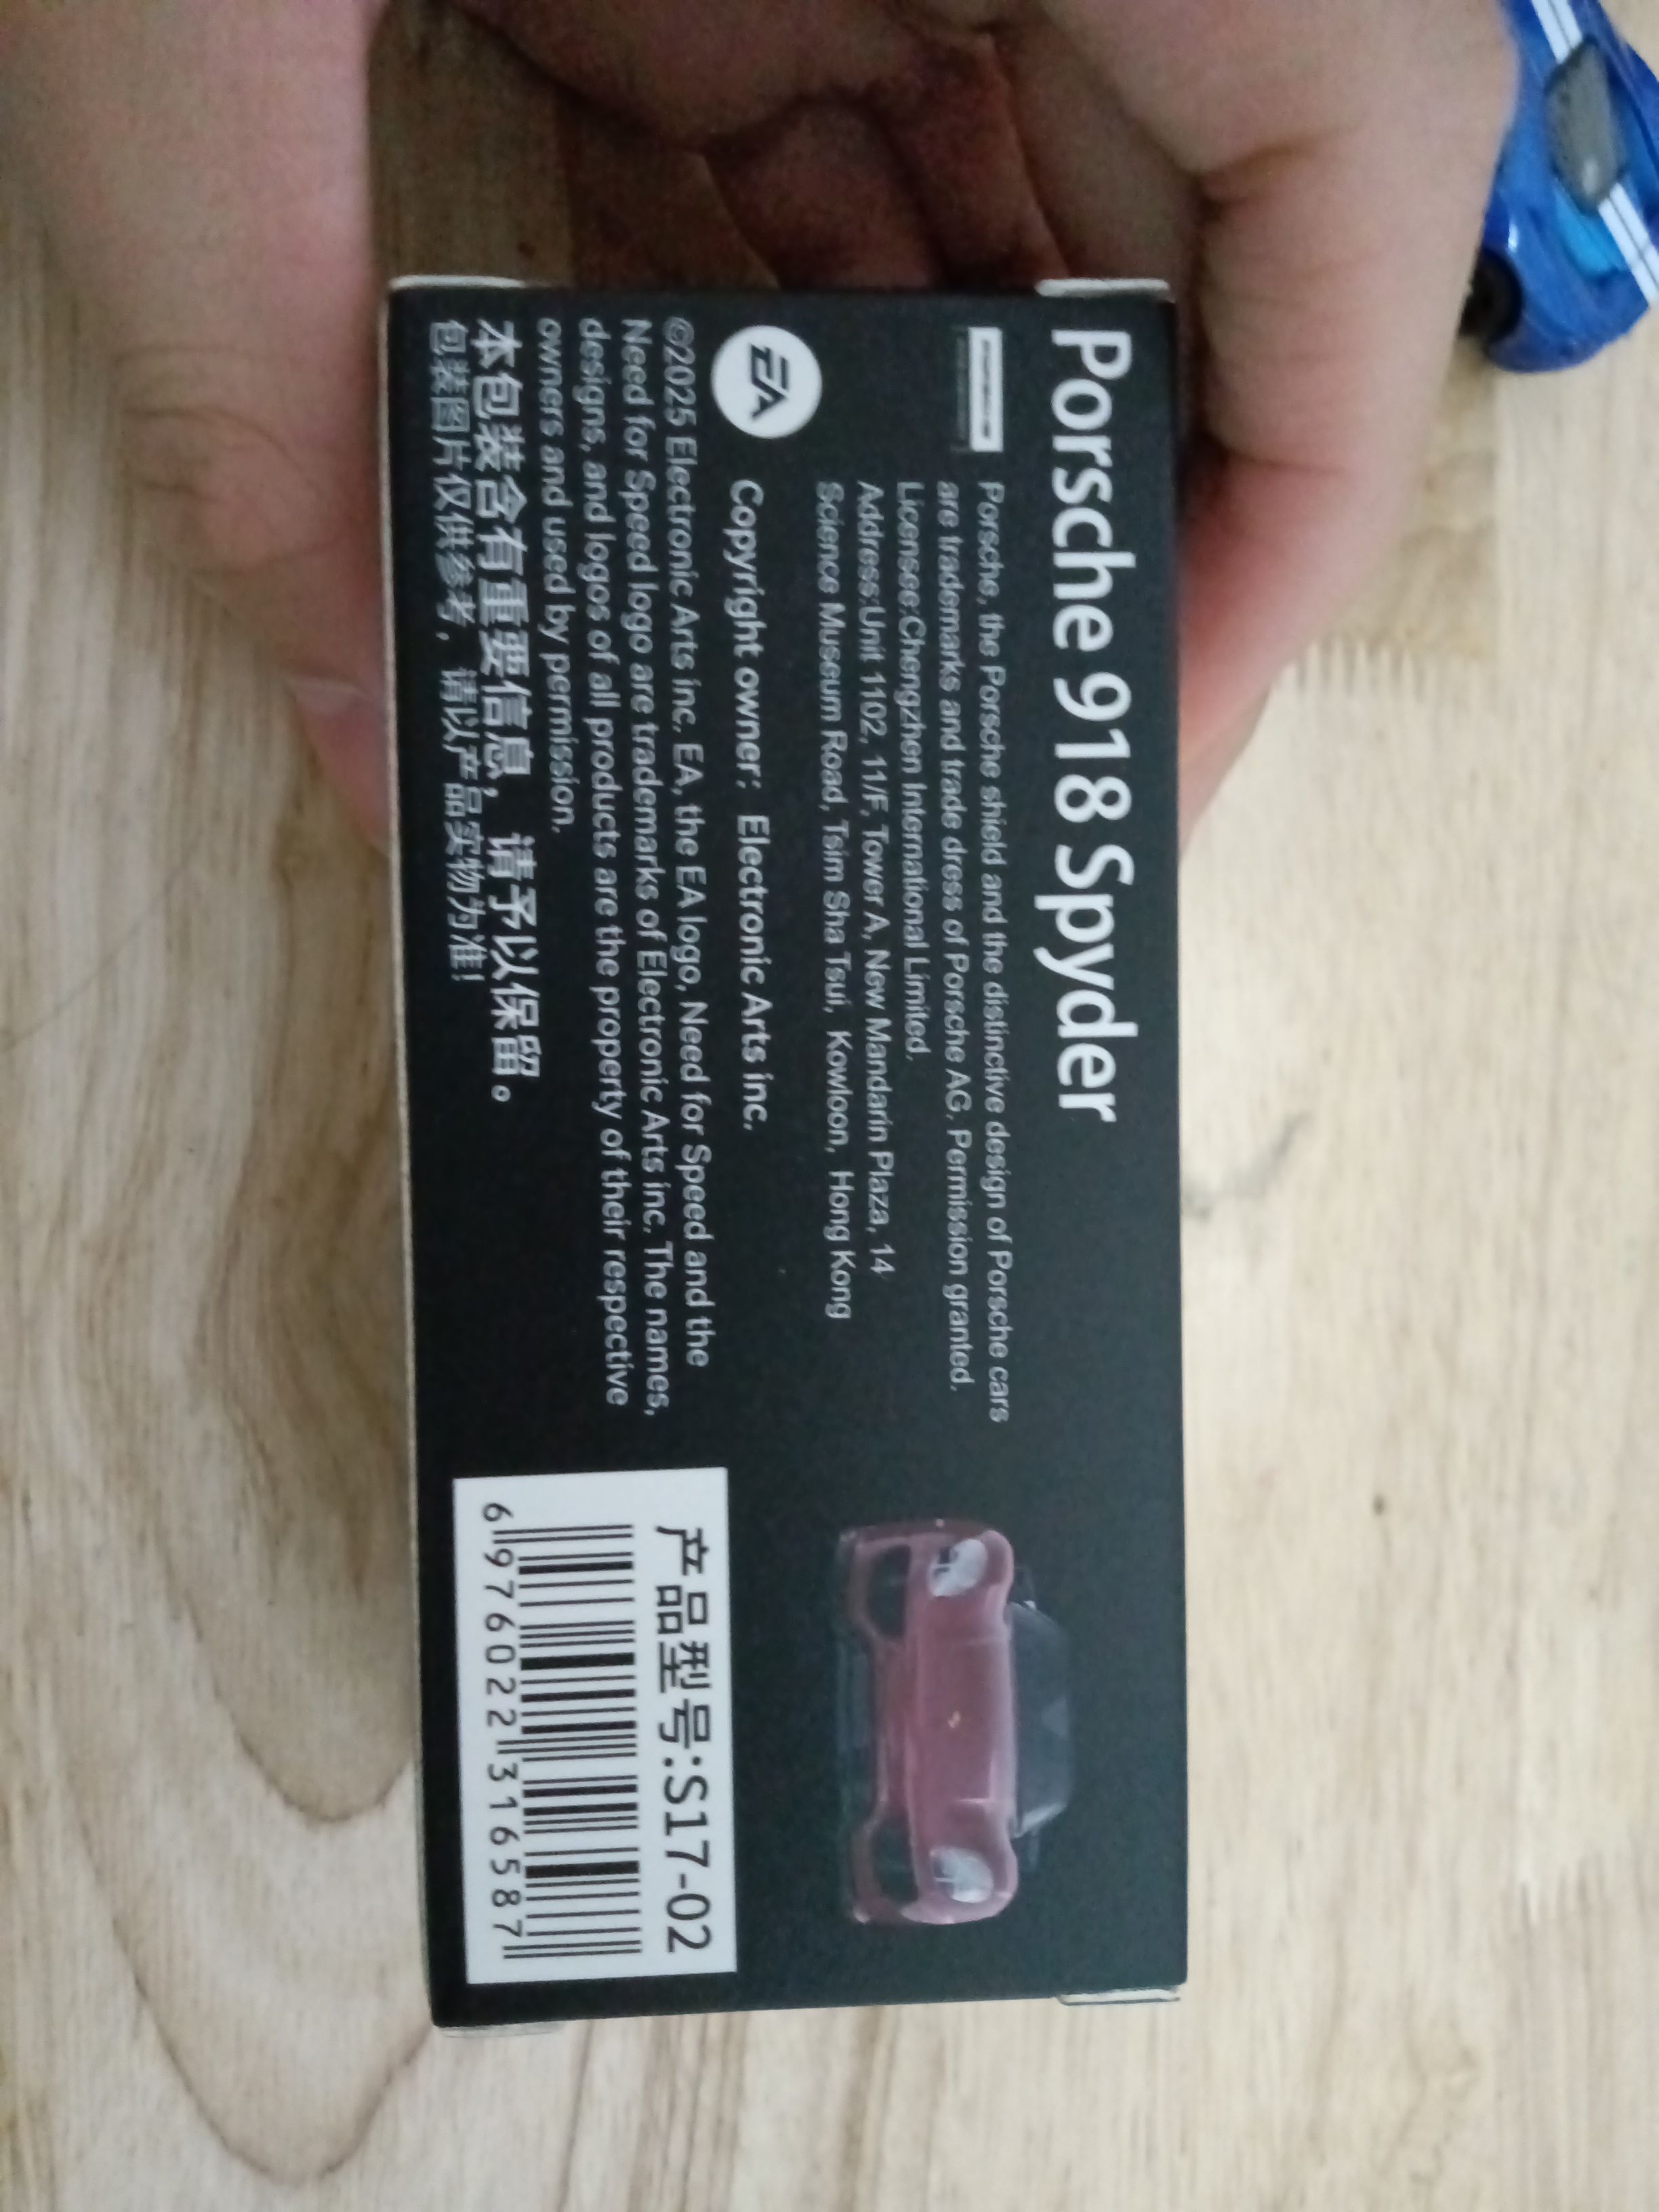 Porsche 918 Spyder
Porsche, the Porsche shield and the distinctive design of Porsche cars
are trademarks and trade dress of Porsche AG. Permission granted.
Licensee:Chengzhen International Limited.
Address:Unit 1102, 11/F, Tower A, New Mandarin Plaza, 14
Science Museum Road, Tsim Sha Tsui, Kowloon, Hong Kong
EA
Copyright owner: Electronic Arts inc.
©2025 Electronic Arts inc. EA, the EA logo, Need for Speed and the
Need for Speed logo are trademarks of Electronic Arts inc. The names,
designs, and logos of all products are the property of their respective
owners and used by permission.
本包装含有重要信息，请予以保留。
包装图片仅供参考，请以产品实物为准！
产品型号:S17-02
6 976022 316587